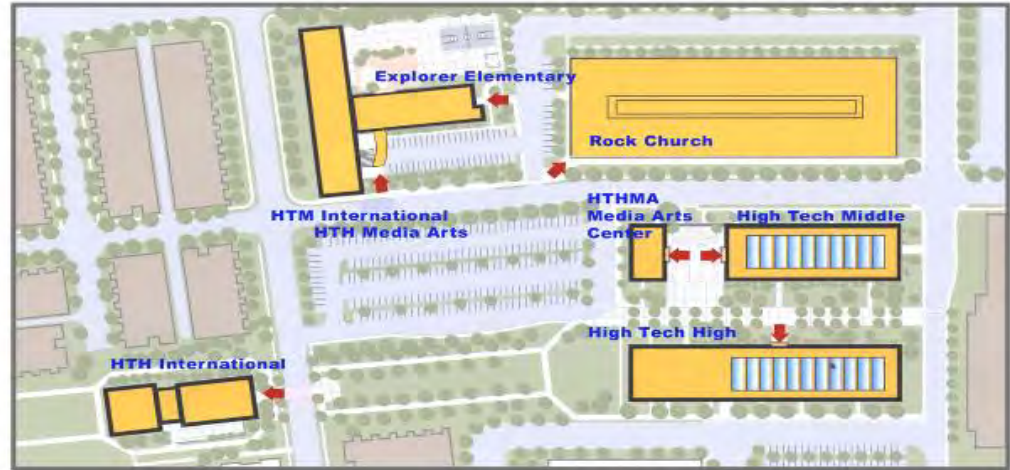 Explorer Elementary
Rock Church
HTM International
HTH Media Arts
HTHMA
Media Arts
Center
High Tech Middle
High Tech High
HTH International